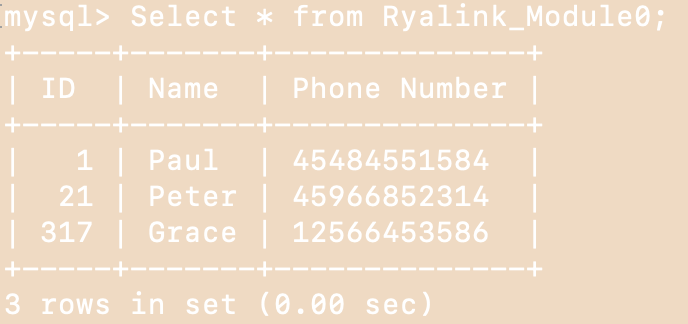 mysql> Select * from Ryalink_Module0;
+-----+-------+--------------+
| ID  | Name  | Phone Number |
+-----+-------+--------------+
|   1 | Paul  | 45484551584  |
|  21 | Peter | 45966852314  |
| 317 | Grace | 12566453586  |
+-----+-------+--------------+
3 rows in set (0.00 sec)